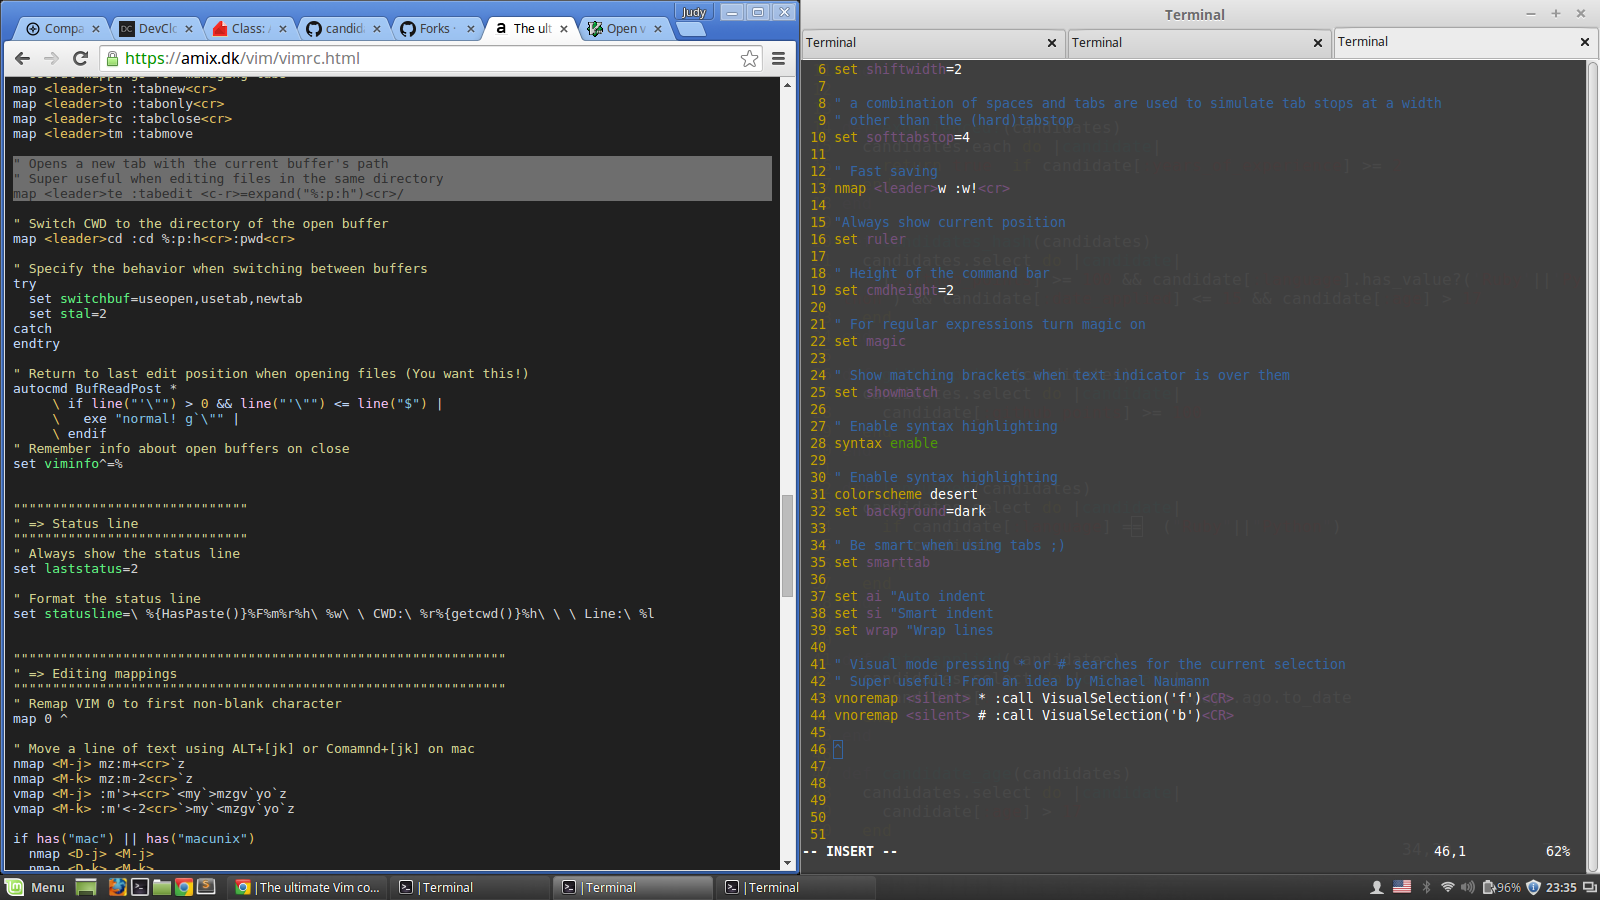 Judy
Compa
DevClo
Class: A
candid
Forks ·
The ult
Open v
https://amix.dk/vim/vimrc.html
map <leader>tn :tabnew<cr>
map <leader>to :tabonly<cr>
map <leader>tc :tabclose<cr>
map <leader>tm :tabmove
" Opens a new tab with the current buffer's path
" Super useful when editing files in the same directory
map <leader>te :tabedit <c-r>=expand("%:p:h")<cr>/
" Switch CWD to the directory of the open buffer
map <leader>cd :cd %:p:h<cr>:pwd<cr>
" Specify the behavior when switching between buffers
try
  set switchbuf=useopen,usetab,newtab
  set stal=2
catch
endtry
" Return to last edit position when opening files (You want this!)
autocmd BufReadPost *
     \ if line("'\"") > 0 && line("'\"") <= line("$") |
     \   exe "normal! g`\"" |
     \ endif
" Remember info about open buffers on close
set viminfo^=%
""""""""""""""""""""""""""""""
" => Status line
""""""""""""""""""""""""""""""
" Always show the status line
set laststatus=2
" Format the status line
set statusline=\ %{HasPaste()}%F%m%r%h\ %w\ \ CWD:\ %r%{getcwd()}%h\ \ \ Line:\ %l
"""""""""""""""""""""""""""""""""""""""""""""""""""""""""""""""
" => Editing mappings
"""""""""""""""""""""""""""""""""""""""""""""""""""""""""""""""
" Remap VIM 0 to first non-blank character
map 0 ^
" Move a line of text using ALT+[jk] or Comamnd+[jk] on mac
nmap <M-j> mz:m+<cr>`z
nmap <M-k> mz:m-2<cr>`z
vmap <M-j> :m'>+<cr>`<my`>mzgv`yo`z
vmap <M-k> :m'<-2<cr>`>my`<mzgv`yo`z
if has("mac") || has("macunix")
  nmap <D-j> <M-j>
  nmap <D-k> <M-k>
Terminal
Terminal
Terminal
Terminal
6 set shiftwidth=2
7
8 " a combination of spaces and tabs are used to simulate tab stops at a width
9 " other than the (hard)tabstop
10 set softtabstop=4
11
12 " Fast saving
13 nmap <leader>w :w!<cr>
14
15 "Always show current position
16 set ruler
17
18 " Height of the command bar
19 set cmdheight=2
20
21 " For regular expressions turn magic on
22 set magic
23
24 " Show matching brackets when text indicator is over them
25 set showmatch
26
27 " Enable syntax highlighting
28 syntax enable
29
30 " Enable syntax highlighting
31 colorscheme desert
32 set background=dark
33
34 " Be smart when using tabs ;)
35 set smarttab
36
37 set ai "Auto indent
38 set si "Smart indent
39 set wrap "Wrap lines
40
41 " Visual mode pressing * or # searches for the current selection
42 " Super useful! From an idea by Michael Naumann
43 vnoremap <silent> * :call VisualSelection('f')<CR>
44 vnoremap <silent> # :call VisualSelection('b')<CR>
45
46 ^
47
48
49
50
51
-- INSERT -- 46,1 62%
Menu
|The ultimate Vim co...
|Terminal
|Terminal
|Terminal
96%
23:35